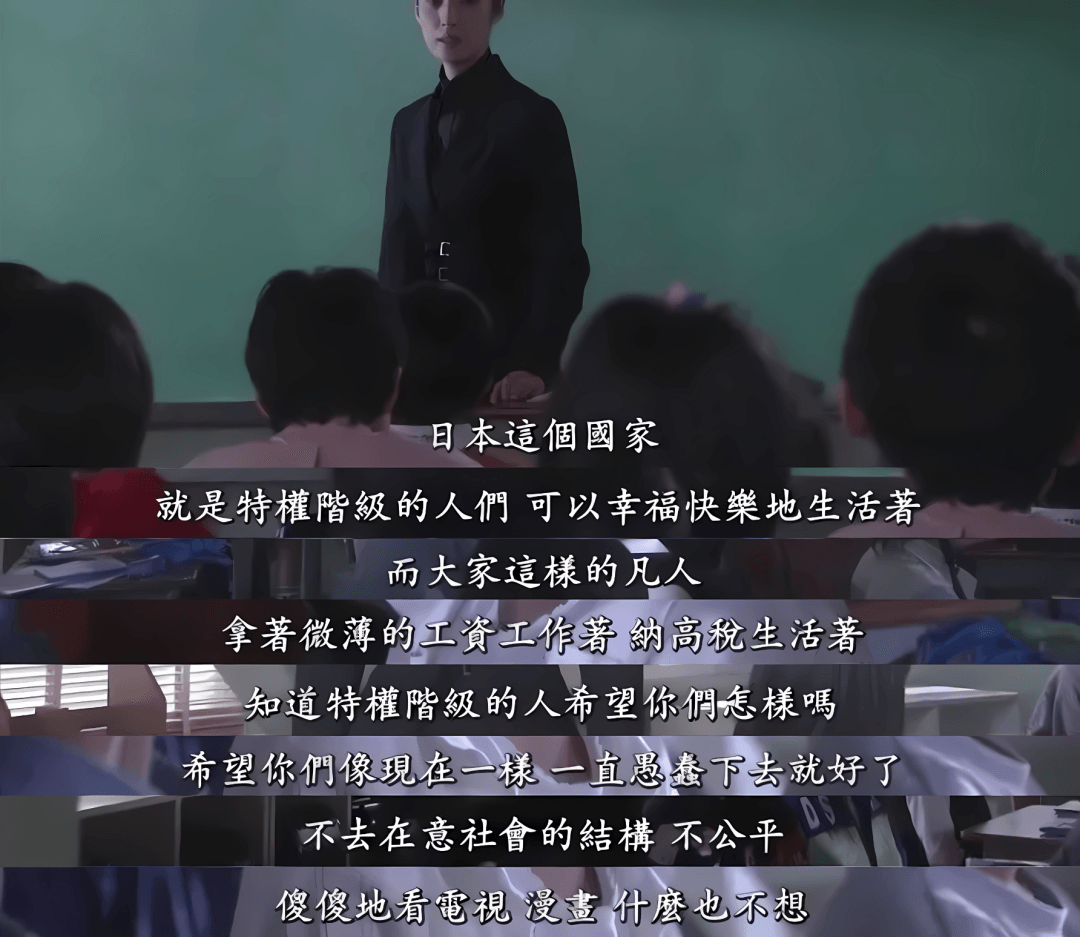 日本這個國家
就是特權階級的人們 可以幸福快樂地生活著
而大家這樣的凡人
拿著微薄的工資工作著 納高稅生活著
知道特權階級的人希望你們怎樣嗎
希望你們像現在一樣 一直愚蠢下去就好了
不去在意社會的結構 不公平
傻傻地看電視 漫畫 什麼也不想